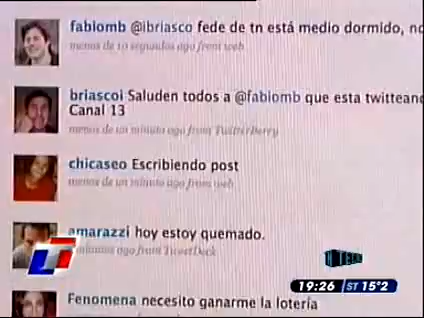 fabiomb @ibriasco fede de tn está medio dormido, no
menos de 10 segundos ago from web
briascoi Saluden todos a @fabiomb que esta twitteand
Canal 13
menos de un minuto ago from TwitterBerry
chicaseo Escribiendo post
menos de un minuto ago from web
amarazzi hoy estoy quemado.
minutos ago from TweetDeck
Fenomena necesito ganarme la lotería
19:26 ST 15°2